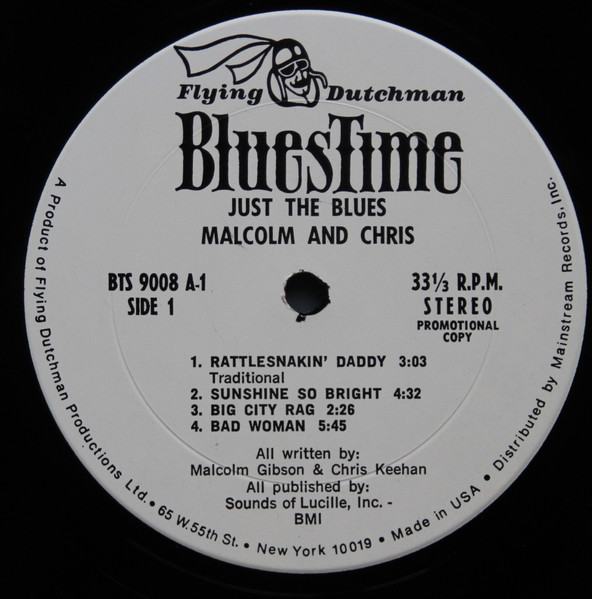 Flying Dutchman
BluesTime
JUST THE BLUES
MALCOLM AND CHRIS
BTS 9008 A-1
SIDE 1
33⅓ R.P.M.
STEREO
PROMOTIONAL
COPY
1. RATTLESNAKIN' DADDY 3:03
Traditional
2. SUNSHINE SO BRIGHT 4:32
3. BIG CITY RAG 2:26
4. BAD WOMAN 5:45
All written by:
Malcolm Gibson & Chris Keehan
All published by:
Sounds of Lucille, Inc. -
BMI
A Product of Flying Dutchman Productions Ltd. • 65 W. 55th St. • New York 10019 • Made in USA • Distributed by Mainstream Records, Inc.